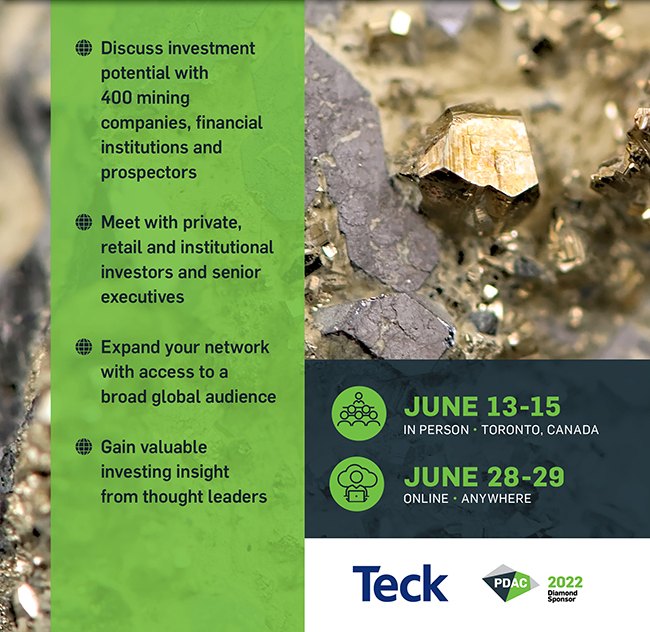 Discuss investment
potential with
400 mining
companies, financial
institutions and
prospectors
Meet with private,
retail and institutional
investors and senior
executives
Expand your network
with access to a
broad global audience
Gain valuable
investing insight
from thought leaders
JUNE 13-15
IN PERSON • TORONTO, CANADA
JUNE 28-29
ONLINE • ANYWHERE
Teck
PDAC
2022
Diamond
Sponsor